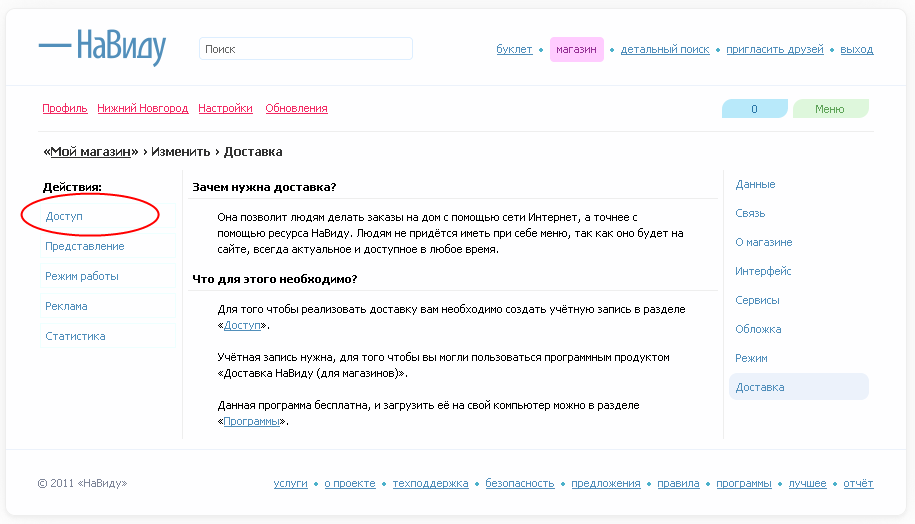 — НаВиду
Поиск
буклет • магазин • детальный поиск • пригласить друзей • выход
Профиль Нижний Новгород Настройки Обновления
0 Меню
«Мой магазин» › Изменить › Доставка
Действия:
Доступ
Представление
Режим работы
Реклама
Статистика
Зачем нужна доставка?
Она позволит людям делать заказы на дом с помощью сети Интернет, а точнее с
помощью ресурса НаВиду. Людям не придётся иметь при себе меню, так как оно будет на
сайте, всегда актуальное и доступное в любое время.
Что для этого необходимо?
Для того чтобы реализовать доставку вам необходимо создать учётную запись в разделе
«Доступ».
Учётная запись нужна, для того чтобы вы могли пользоваться программным продуктом
«Доставка НаВиду (для магазинов)».
Данная программа бесплатна, и загрузить её на свой компьютер можно в разделе
«Программы».
Данные
Связь
О магазине
Интерфейс
Сервисы
Обложка
Режим
Доставка
© 2011 «НаВиду»
услуги • о проекте • техподдержка • безопасность • предложения • правила • программы • лучшее • отчёт